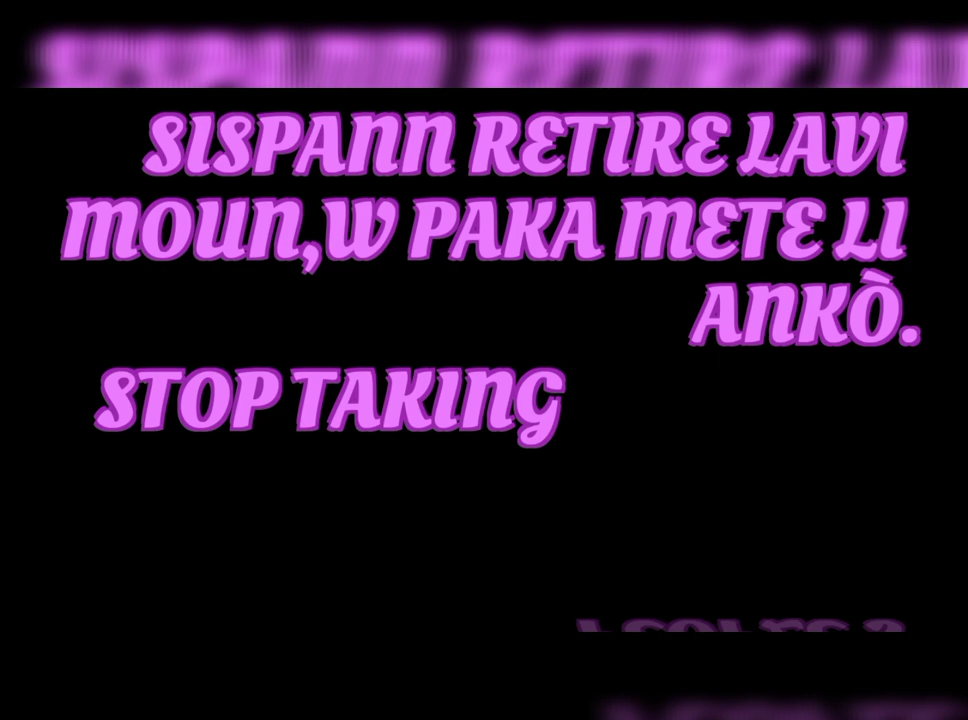 SISPANN RETIRE LAVI
MOUN,W PAKA METE LI
ANKÒ.
STOP TAKING